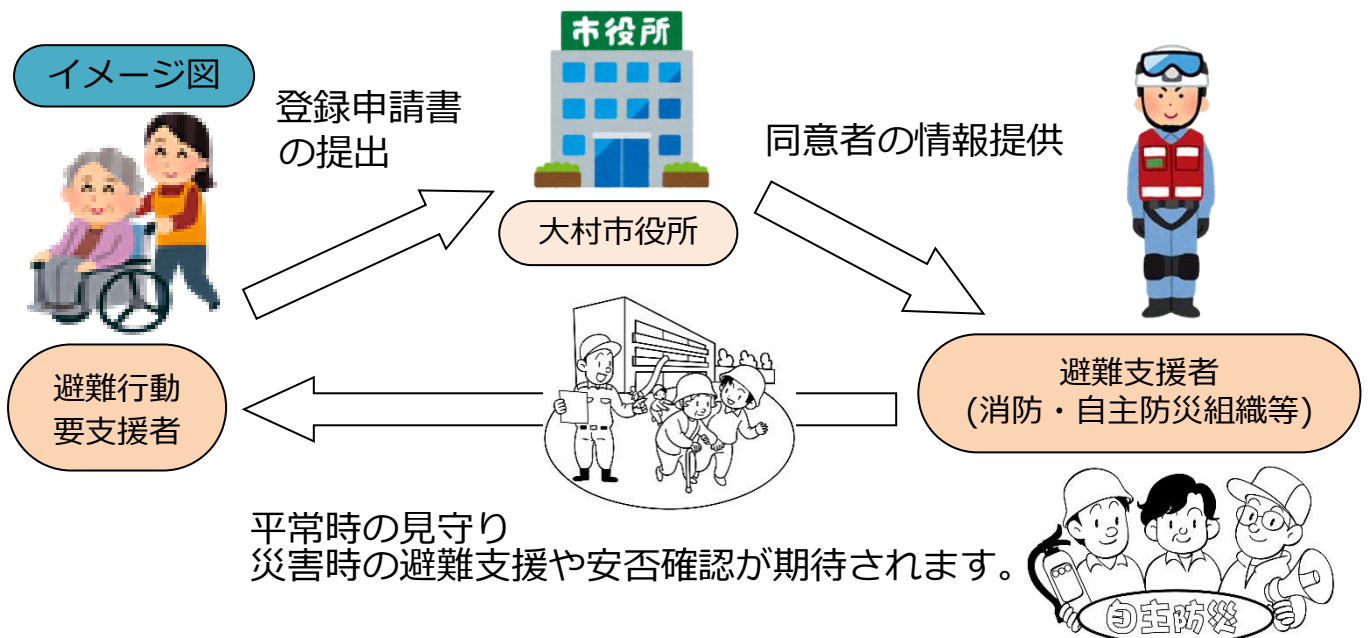 市役所
イメージ図
登録申請書
の提出
同意者の情報提供
大村市役所
避難行動
要支援者
避難支援者
(消防・自主防災組織等)
平常時の見守り
災害時の避難支援や安否確認が期待されます。
自主防災